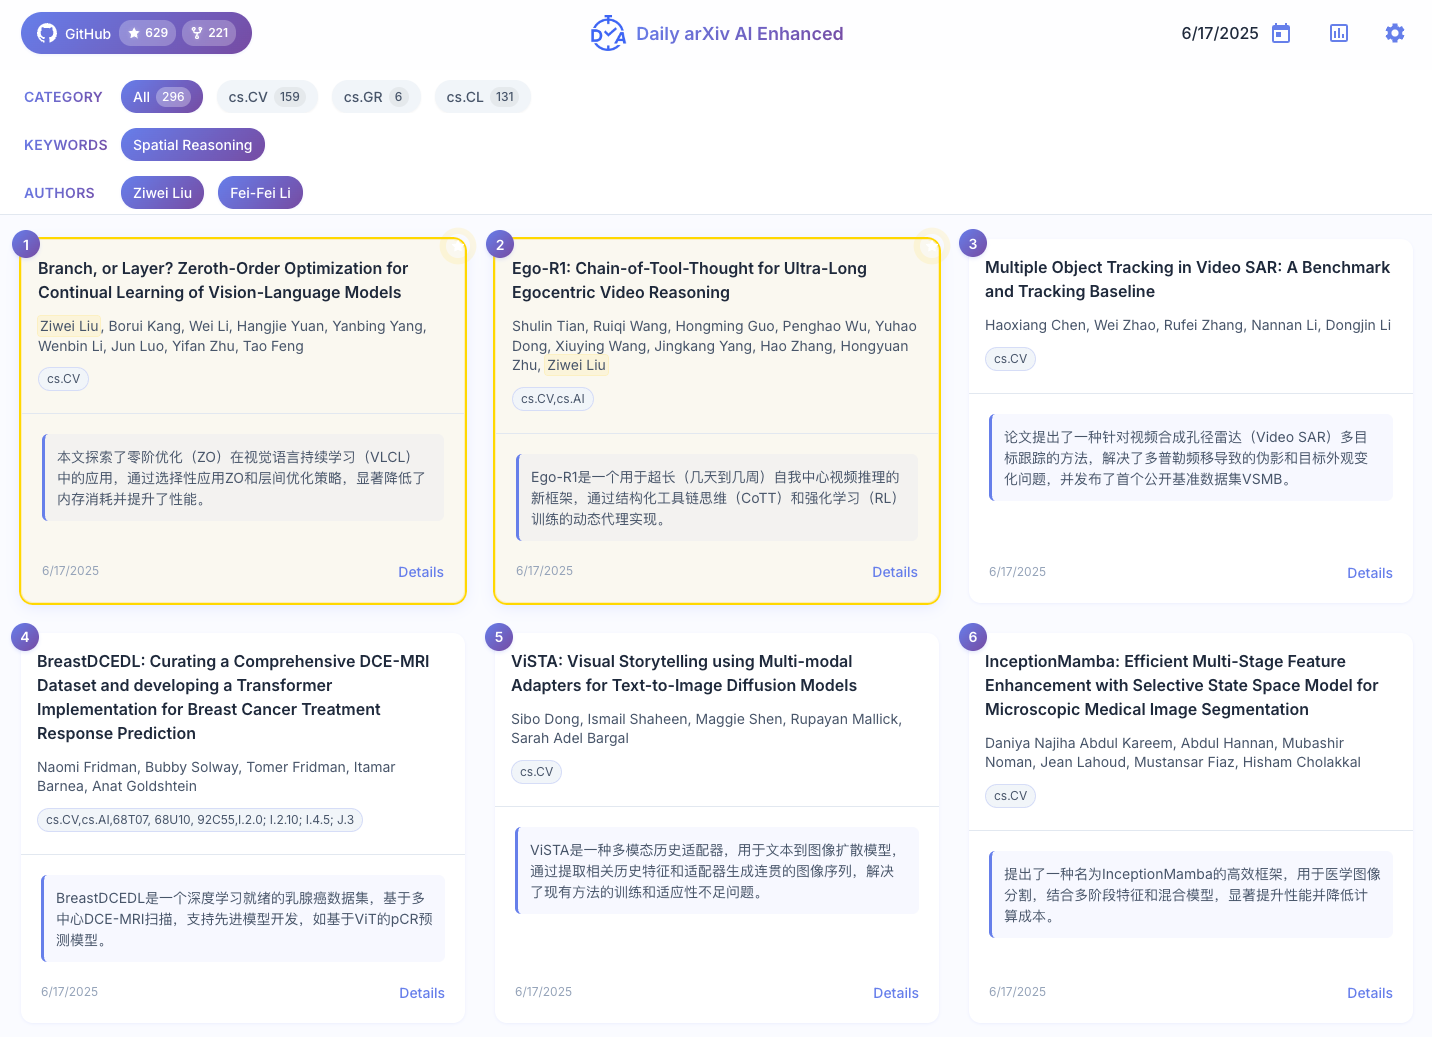 GitHub 629 221
Daily arXiv AI Enhanced
6/17/2025
CATEGORY All 296 cs.CV 159 cs.GR 6 cs.CL 131
KEYWORDS Spatial Reasoning
AUTHORS Ziwei Liu Fei-Fei Li
1
Branch, or Layer? Zeroth-Order Optimization for
Continual Learning of Vision-Language Models
Ziwei Liu, Borui Kang, Wei Li, Hangjie Yuan, Yanbing Yang,
Wenbin Li, Jun Luo, Yifan Zhu, Tao Feng
cs.CV
本文探索了零阶优化（ZO）在视觉语言持续学习（VLCL）
中的应用，通过选择性应用ZO和层间优化策略，显著降低了
内存消耗并提升了性能。
6/17/2025
Details
2
Ego-R1: Chain-of-Tool-Thought for Ultra-Long
Egocentric Video Reasoning
Shulin Tian, Ruiqi Wang, Hongming Guo, Penghao Wu, Yuhao
Dong, Xiuying Wang, Jingkang Yang, Hao Zhang, Hongyuan
Zhu, Ziwei Liu
cs.CV,cs.AI
Ego-R1是一个用于超长（几天到几周）自我中心视频推理的
新框架，通过结构化工具链思维（CoTT）和强化学习（RL）
训练的动态代理实现。
6/17/2025
Details
3
Multiple Object Tracking in Video SAR: A Benchmark
and Tracking Baseline
Haoxiang Chen, Wei Zhao, Rufei Zhang, Nannan Li, Dongjin Li
cs.CV
论文提出了一种针对视频合成孔径雷达（Video SAR）多目
标跟踪的方法，解决了多普勒频移导致的伪影和目标外观变
化问题，并发布了首个公开基准数据集VSMB。
6/17/2025
Details
4
BreastDCEDL: Curating a Comprehensive DCE-MRI
Dataset and developing a Transformer
Implementation for Breast Cancer Treatment
Response Prediction
Naomi Fridman, Bubby Solway, Tomer Fridman, Itamar
Barnea, Anat Goldshtein
cs.CV,cs.AI,68T07, 68U10, 92C55,I.2.0; I.2.10; I.4.5; J.3
BreastDCEDL是一个深度学习就绪的乳腺癌数据集，基于多
中心DCE-MRI扫描，支持先进模型开发，如基于ViT的pCR预
测模型。
6/17/2025
Details
5
ViSTA: Visual Storytelling using Multi-modal
Adapters for Text-to-Image Diffusion Models
Sibo Dong, Ismail Shaheen, Maggie Shen, Rupayan Mallick,
Sarah Adel Bargal
cs.CV
ViSTA是一种多模态历史适配器，用于文本到图像扩散模型，
通过提取相关历史特征和适配器生成连贯的图像序列，解决
了现有方法的训练和适应性不足问题。
6/17/2025
Details
6
InceptionMamba: Efficient Multi-Stage Feature
Enhancement with Selective State Space Model for
Microscopic Medical Image Segmentation
Daniya Najiha Abdul Kareem, Abdul Hannan, Mubashir
Noman, Jean Lahoud, Mustansar Fiaz, Hisham Cholakkal
cs.CV
提出了一种名为InceptionMamba的高效框架，用于医学图像
分割，结合多阶段特征和混合模型，显著提升性能并降低计
算成本。
6/17/2025
Details